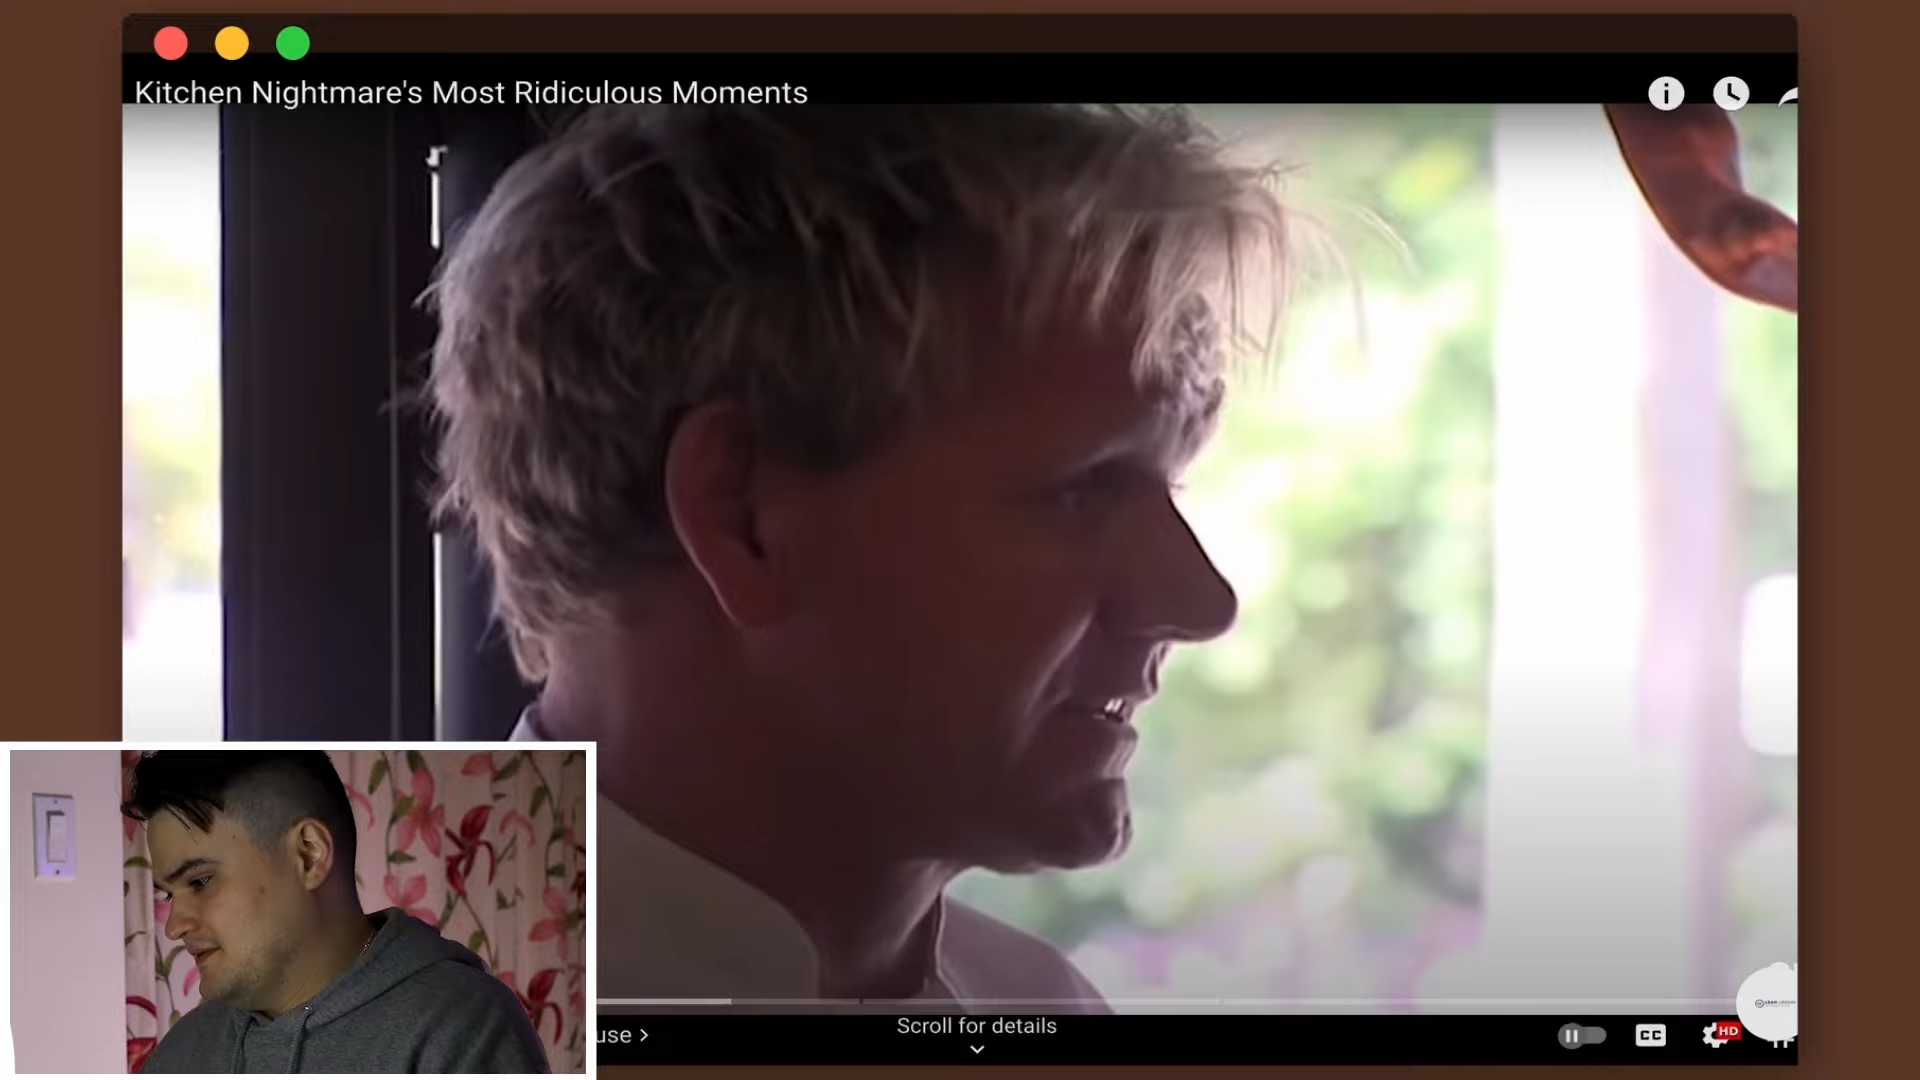 Kitchen Nightmare's Most Ridiculous Moments
use >
Scroll for details
CC
HD